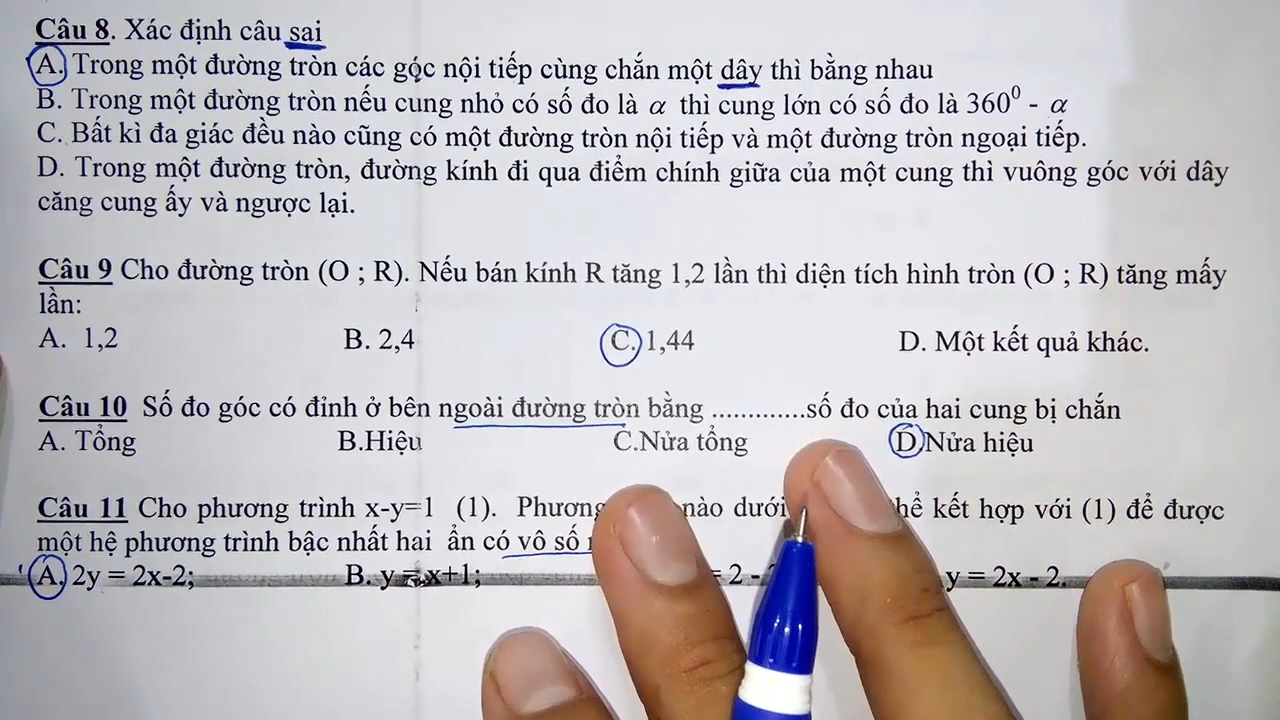 Câu 8. Xác định câu sai
A. Trong một đường tròn các góc nội tiếp cùng chắn một dây thì bằng nhau
B. Trong một đường tròn nếu cung nhỏ có số đo là α thì cung lớn có số đo là 360⁰ - α
C. Bất kì đa giác đều nào cũng có một đường tròn nội tiếp và một đường tròn ngoại tiếp.
D. Trong một đường tròn, đường kính đi qua điểm chính giữa của một cung thì vuông góc với dây
căng cung ấy và ngược lại.
Câu 9 Cho đường tròn (O ; R). Nếu bán kính R tăng 1,2 lần thì diện tích hình tròn (O ; R) tăng mấy
lần:
A. 1,2 B. 2,4 C. 1,44 D. Một kết quả khác.
Câu 10 Số đo góc có đỉnh ở bên ngoài đường tròn bằng .............số đo của hai cung bị chắn
A. Tổng B.Hiệu C.Nửa tổng D.Nửa hiệu
Câu 11 Cho phương trình x-y=1 (1). Phương nào dưới kết hợp với (1) để được
một hệ phương trình bậc nhất hai ẩn có vô số
A. 2y = 2x-2; B. y = x+1; = 2 - y = 2x - 2.